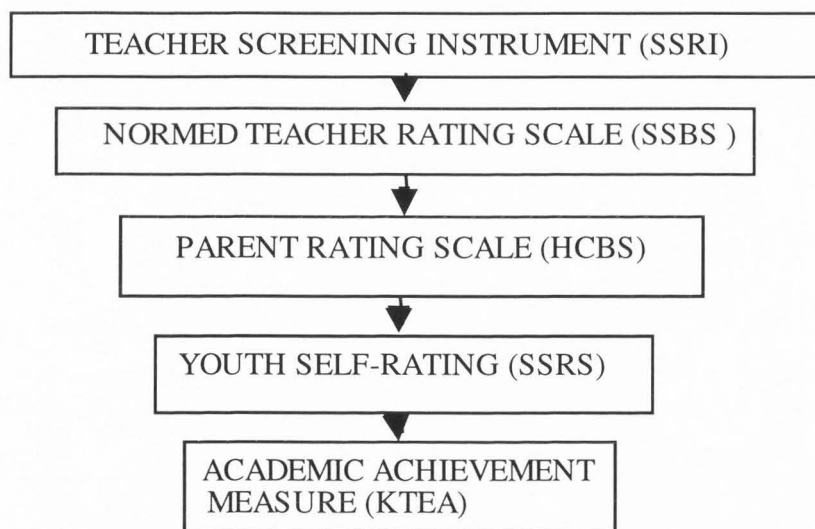 TEACHER SCREENING INSTRUMENT (SSRI)
NORMED TEACHER RATING SCALE (SSBS )
PARENT RATING SCALE (HCBS)
YOUTH SELF-RATING (SSRS)
ACADEMIC ACHIEVEMENT
MEASURE (KTEA)